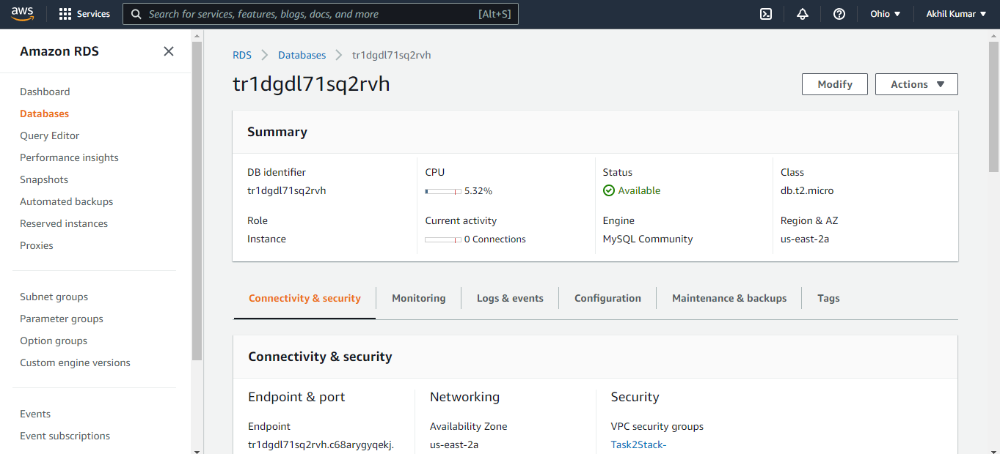 aws
Services
Search for services, features, blogs, docs, and more
[Alt+S]
Ohio
Akhil Kumar
Amazon RDS
Dashboard
Databases
Query Editor
Performance insights
Snapshots
Automated backups
Reserved instances
Proxies
Subnet groups
Parameter groups
Option groups
Custom engine versions
Events
Event subscriptions
RDS
Databases
tr1dgdl71sq2rvh
tr1dgdl71sq2rvh
Modify
Actions
Summary
DB identifier
tr1dgdl71sq2rvh
CPU
5.32%
Status
Available
Class
db.t2.micro
Role
Instance
Current activity
0 Connections
Engine
MySQL Community
Region & AZ
us-east-2a
Connectivity & security
Monitoring
Logs & events
Configuration
Maintenance & backups
Tags
Connectivity & security
Endpoint & port
Endpoint
tr1dgdl71sq2rvh.c68arygyqekj.
Networking
Availability Zone
us-east-2a
Security
VPC security groups
Task2Stack-